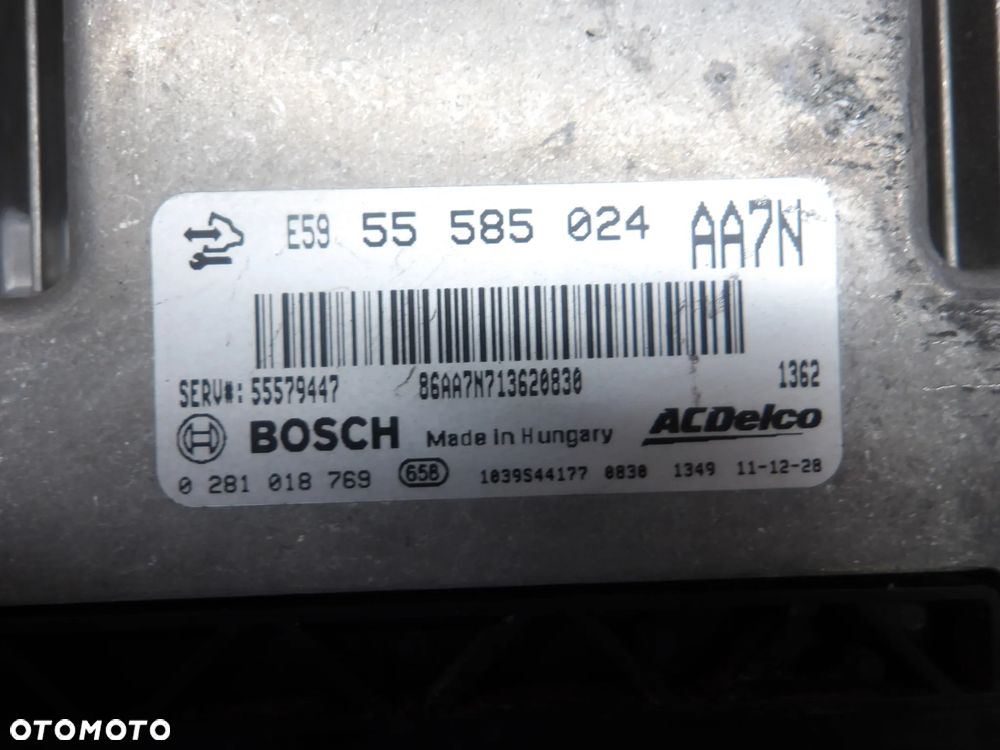 E59 55 585 024 AA7N
SERV#: 55579447 86AA7N713620830 1362
BOSCH Made in Hungary ACDelco
0 281 018 769 658 1039S44177 0830 1349 11-12-28
OTOMOTO